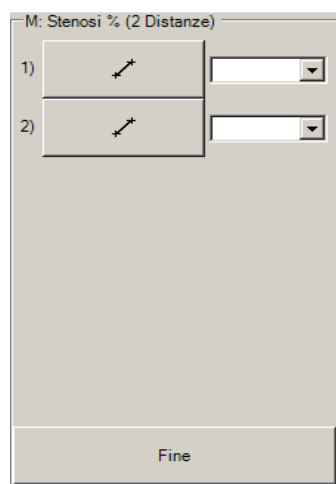 M: Stenosi % (2 Distanze)
1)
2)
Fine